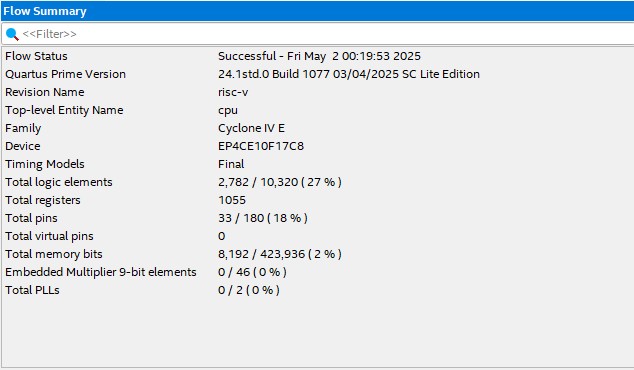 Flow Summary
<<Filter>>
Flow Status Successful - Fri May 2 00:19:53 2025
Quartus Prime Version 24.1std.0 Build 1077 03/04/2025 SC Lite Edition
Revision Name risc-v
Top-level Entity Name cpu
Family Cyclone IV E
Device EP4CE10F17C8
Timing Models Final
Total logic elements 2,782 / 10,320 ( 27 % )
Total registers 1055
Total pins 33 / 180 ( 18 % )
Total virtual pins 0
Total memory bits 8,192 / 423,936 ( 2 % )
Embedded Multiplier 9-bit elements 0 / 46 ( 0 % )
Total PLLs 0 / 2 ( 0 % )